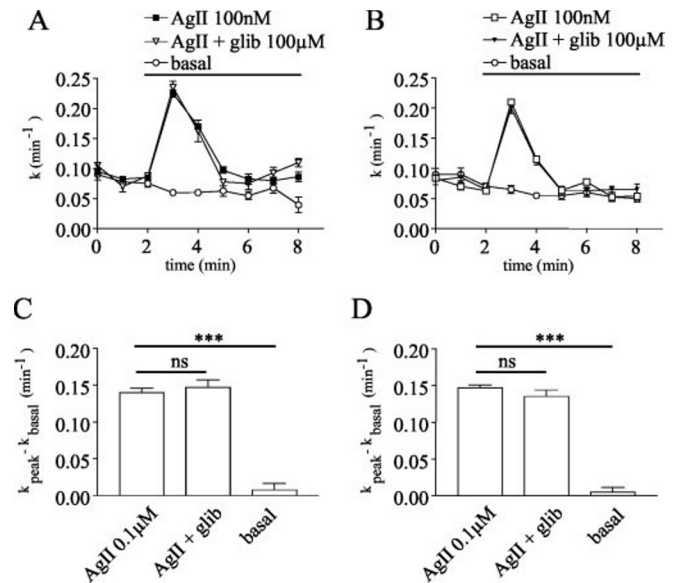 A
AgII 100nM
AgII + glib 100μM
basal
k (min⁻¹)
0.25
0.20
0.15
0.10
0.05
0.00
0 2 4 6 8
time (min)
B
AgII 100nM
AgII + glib 100μM
basal
k (min⁻¹)
0.25
0.20
0.15
0.10
0.05
0.00
0 2 4 6 8
time (min)
C
***
ns
k peak - k basal (min⁻¹)
0.20
0.15
0.10
0.05
0.00
AgII 0.1μM
AgII + glib
basal
D
***
ns
k peak - k basal (min⁻¹)
0.20
0.15
0.10
0.05
0.00
AgII 0.1μM
AgII + glib
basal